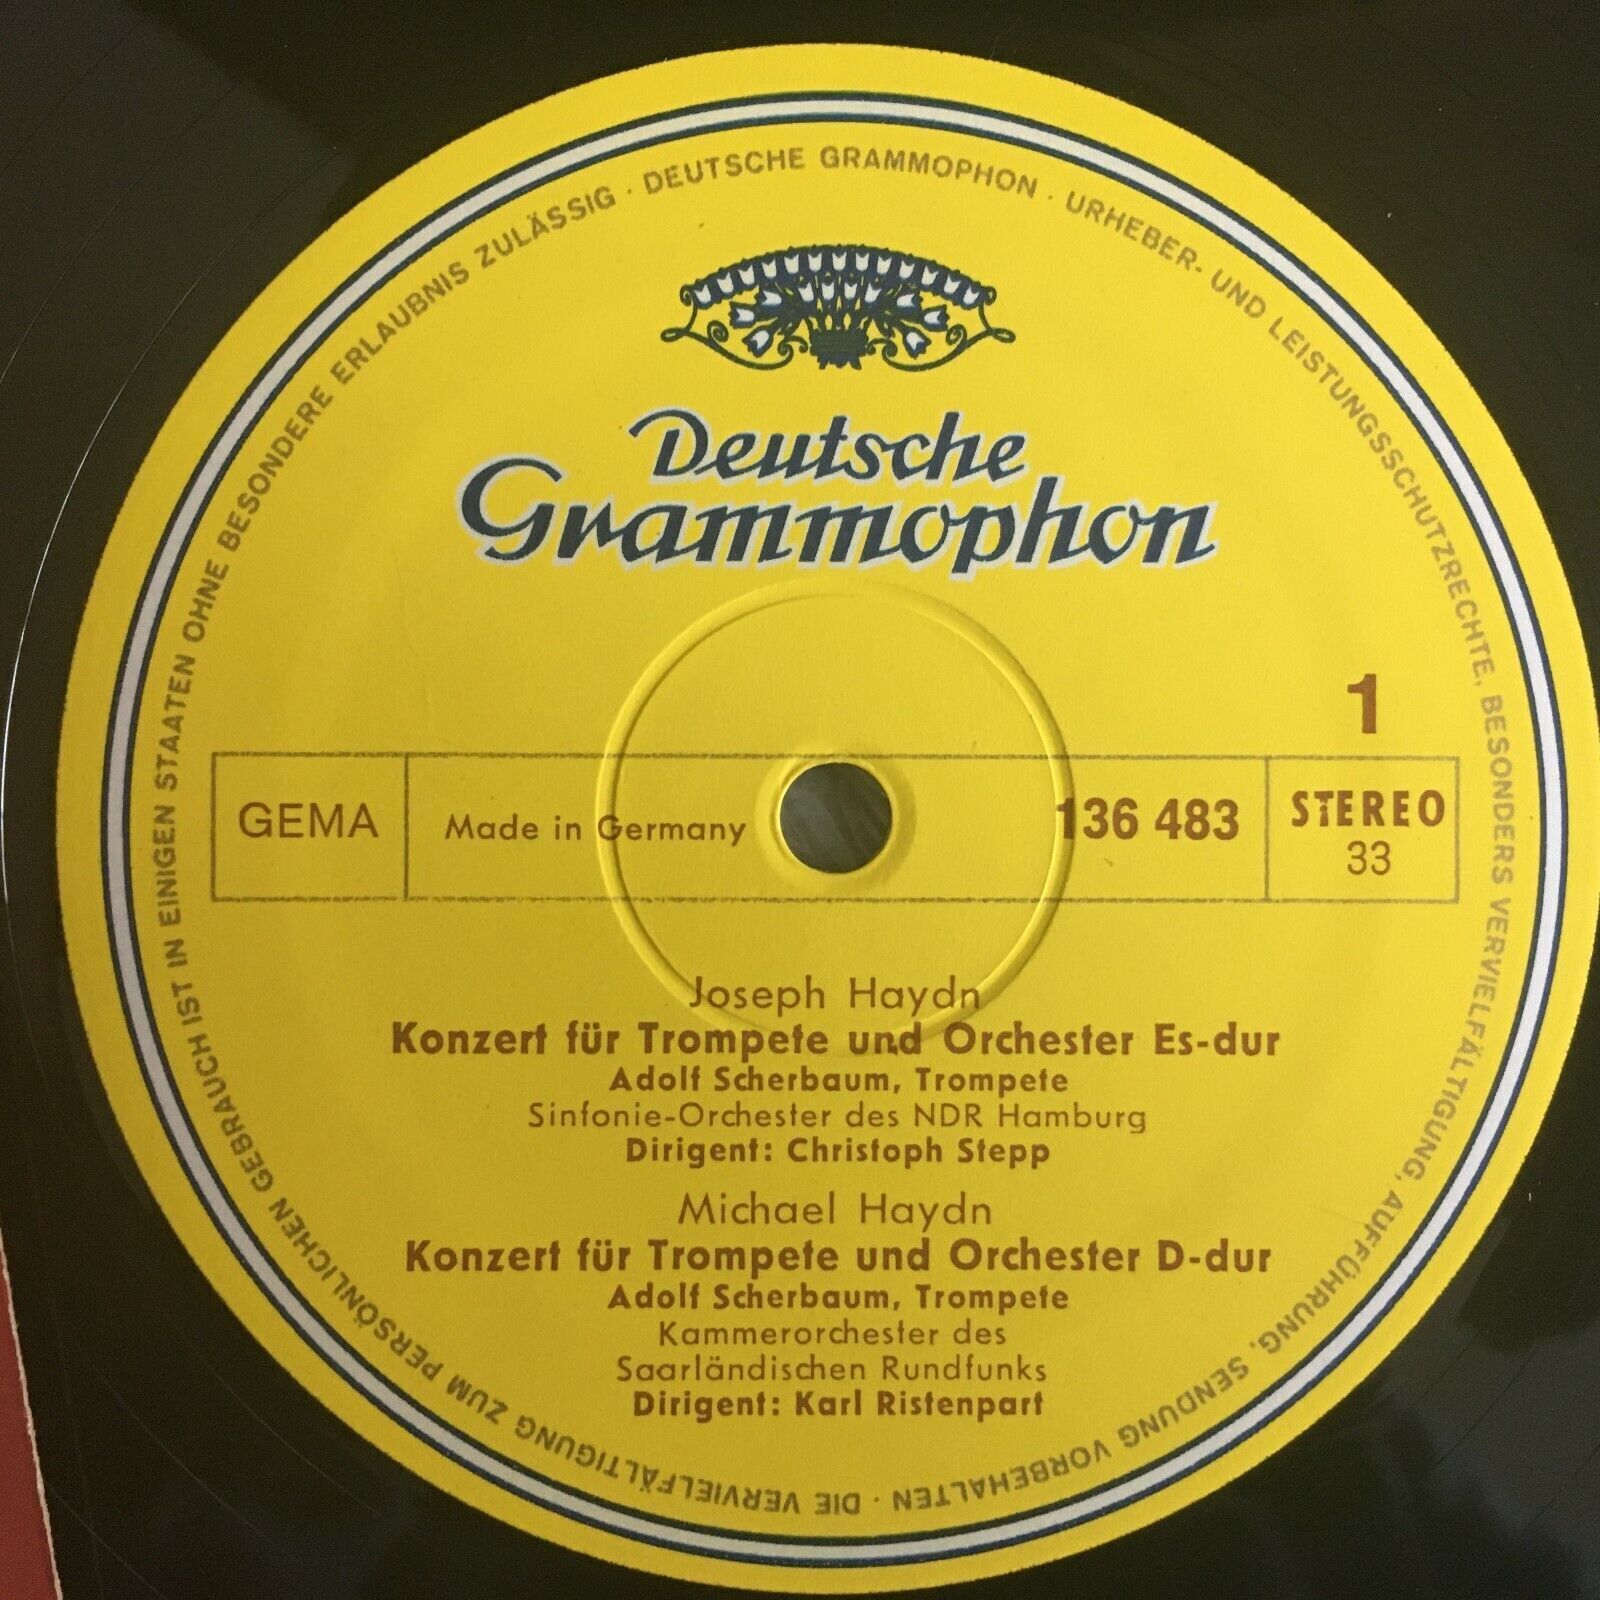 DEUTSCHE GRAMMOPHON · URHEBER- UND LEISTUNGSSCHUTZRECHTE, BESONDERS VERVIELFÄLTIGUNG, AUFFÜHRUNG, SENDUNG VORBEHALTEN · DIE VERVIELFÄLTIGUNG ZUM PERSÖNLICHEN GEBRAUCH IST IN EINIGEN STAATEN OHNE BESONDERE ERLAUBNIS ZULÄSSIG ·
Deutsche
Grammophon
1
GEMA
Made in Germany
136 483
STEREO
33
Joseph Haydn
Konzert für Trompete und Orchester Es-dur
Adolf Scherbaum, Trompete
Sinfonie-Orchester des NDR Hamburg
Dirigent: Christoph Stepp
Michael Haydn
Konzert für Trompete und Orchester D-dur
Adolf Scherbaum, Trompete
Kammerorchester des
Saarländischen Rundfunks
Dirigent: Karl Ristenpart